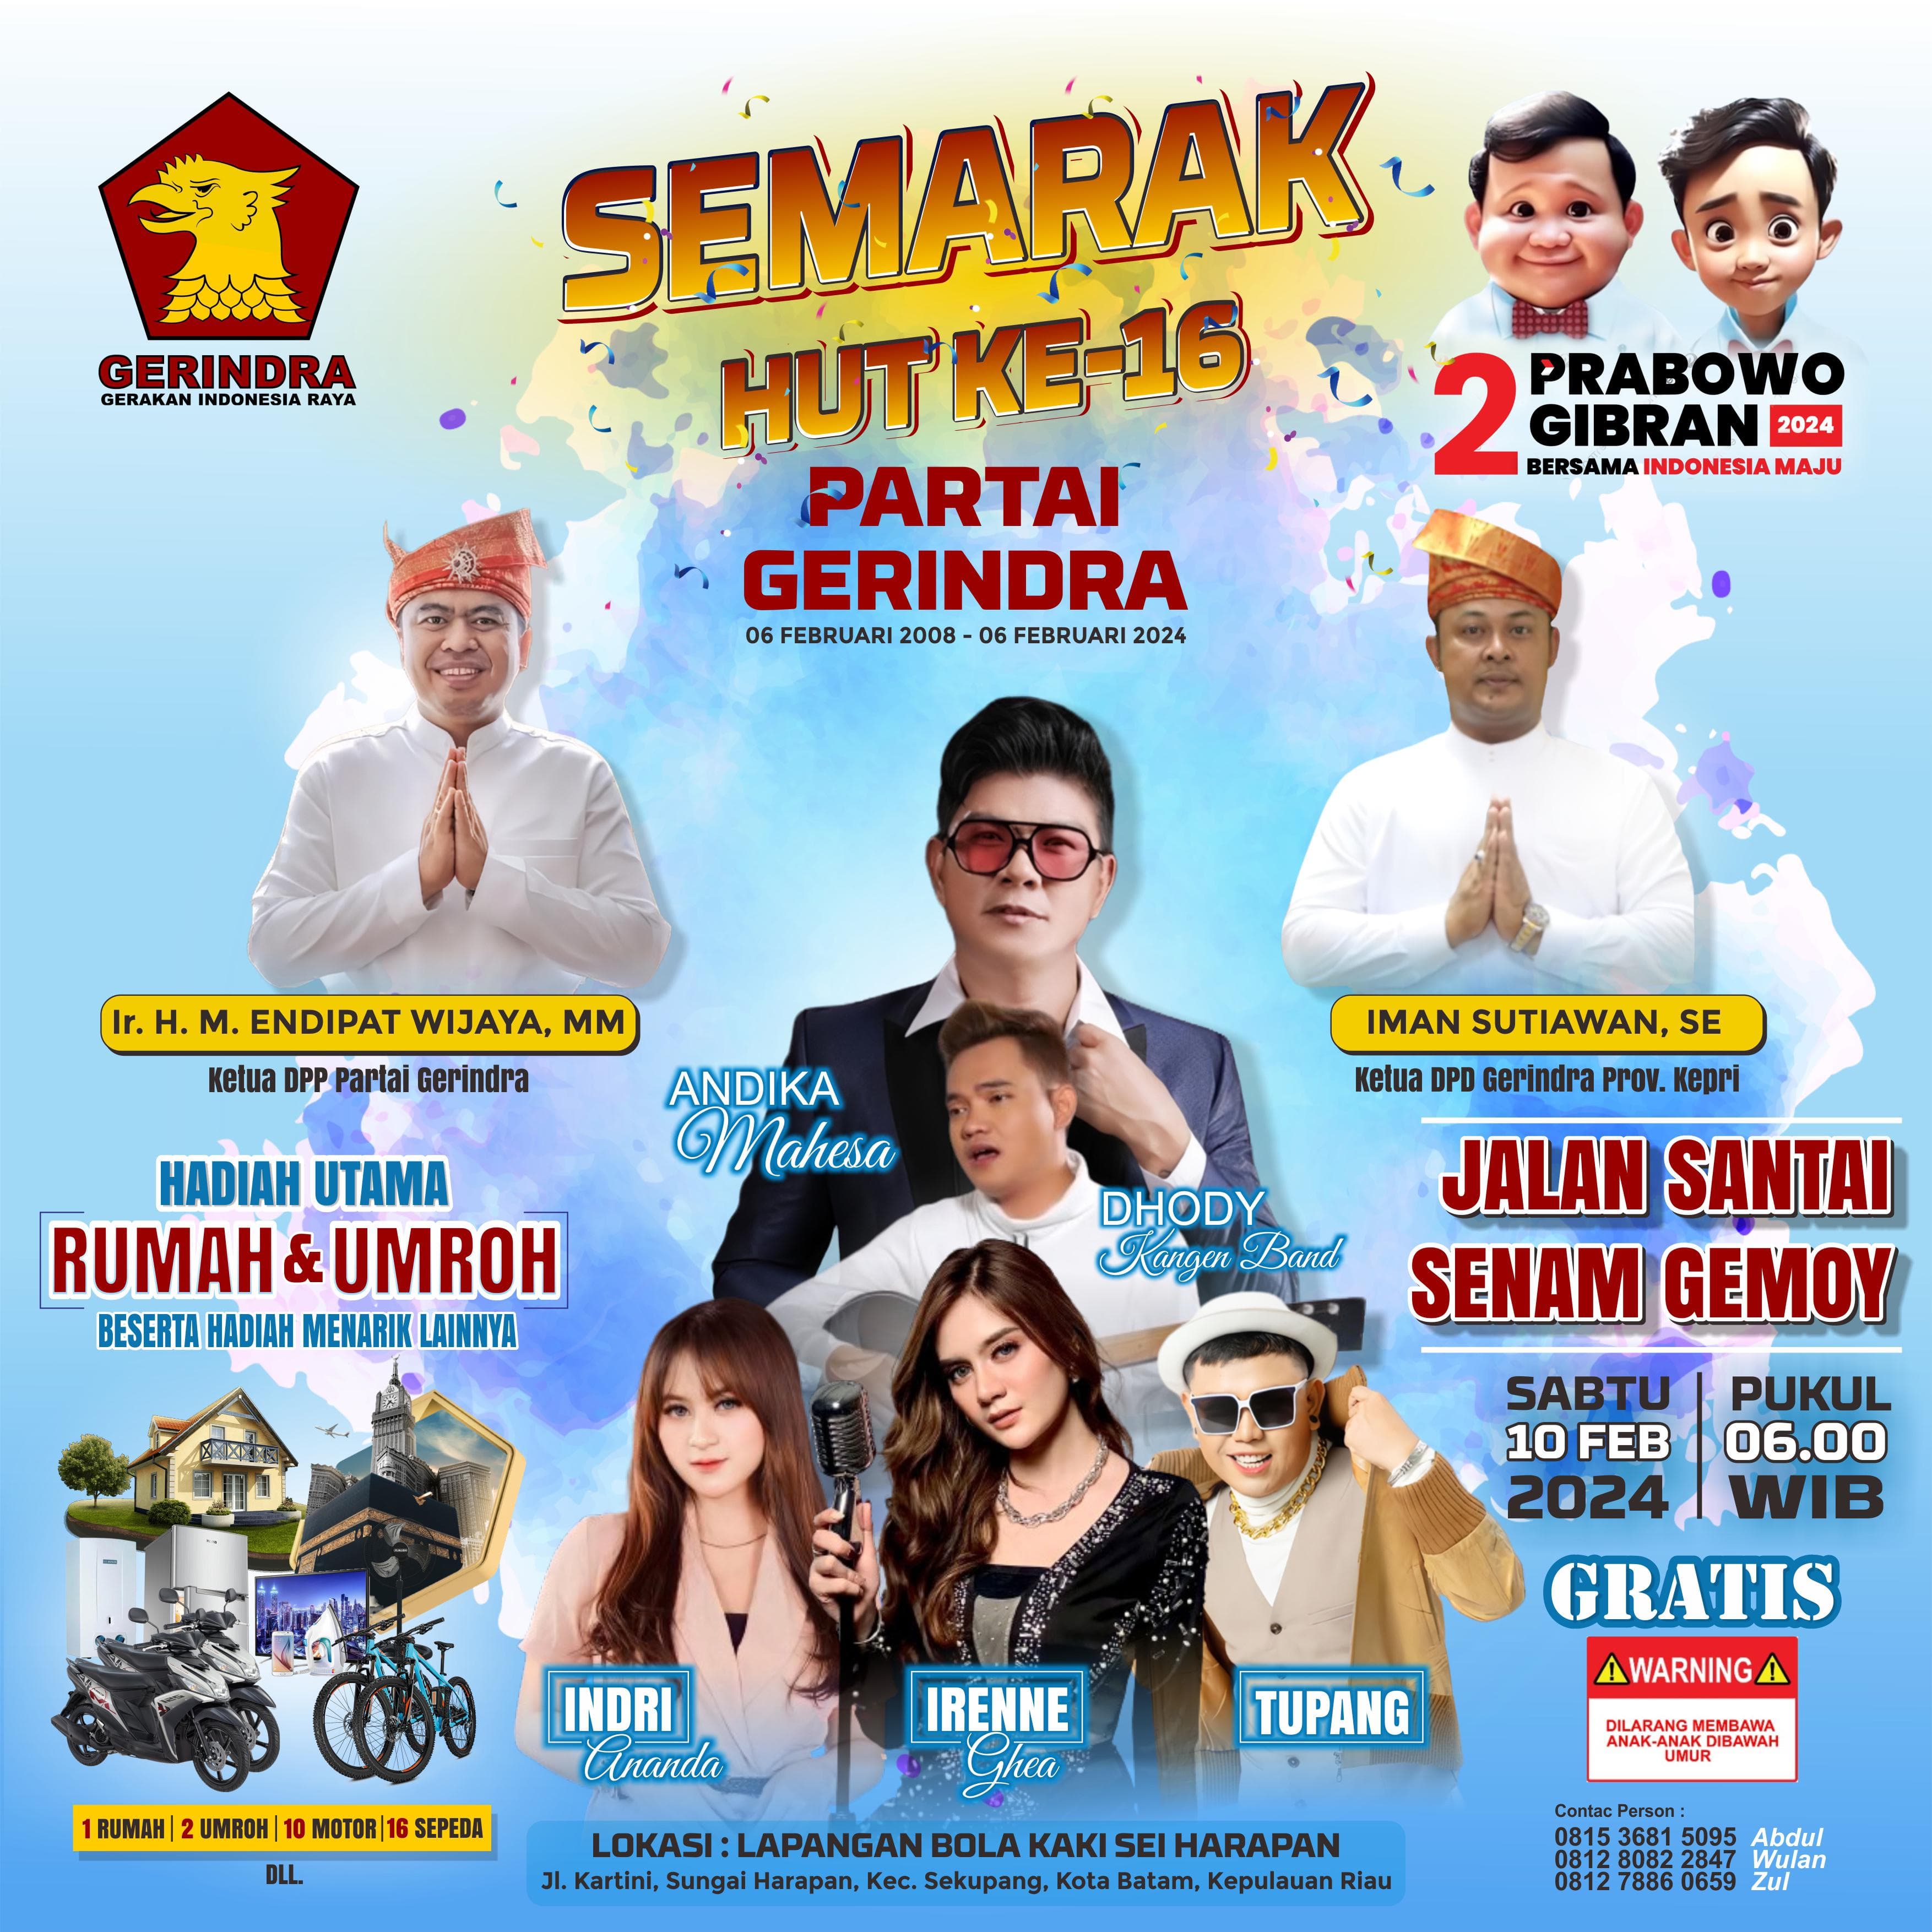 GERINDRA
GERAKAN INDONESIA RAYA
SEMARAK
HUT KE-16
PARTAI
GERINDRA
06 FEBRUARI 2008 - 06 FEBRUARI 2024
2 PRABOWO
GIBRAN 2024
BERSAMA INDONESIA MAJU
Ir. H. M. ENDIPAT WIJAYA, MM
Ketua DPP Partai Gerindra
IMAN SUTIAWAN, SE
Ketua DPD Gerindra Prov. Kepri
ANDIKA
Mahesa
DHODY
Kangen Band
HADIAH UTAMA
RUMAH & UMROH
BESERTA HADIAH MENARIK LAINNYA
JALAN SANTAI
SENAM GEMOY
SABTU
10 FEB
2024
PUKUL
06.00
WIB
GRATIS
WARNING
DILARANG MEMBAWA
ANAK-ANAK DIBAWAH
UMUR
INDRI
Ananda
IRENNE
Ghea
TUPANG
1 RUMAH | 2 UMROH | 10 MOTOR | 16 SEPEDA
DLL.
LOKASI : LAPANGAN BOLA KAKI SEI HARAPAN
Jl. Kartini, Sungai Harapan, Kec. Sekupang, Kota Batam, Kepulauan Riau
Contac Person :
0815 3681 5095 Abdul
0812 8082 2847 Wulan
0812 7886 0659 Zul